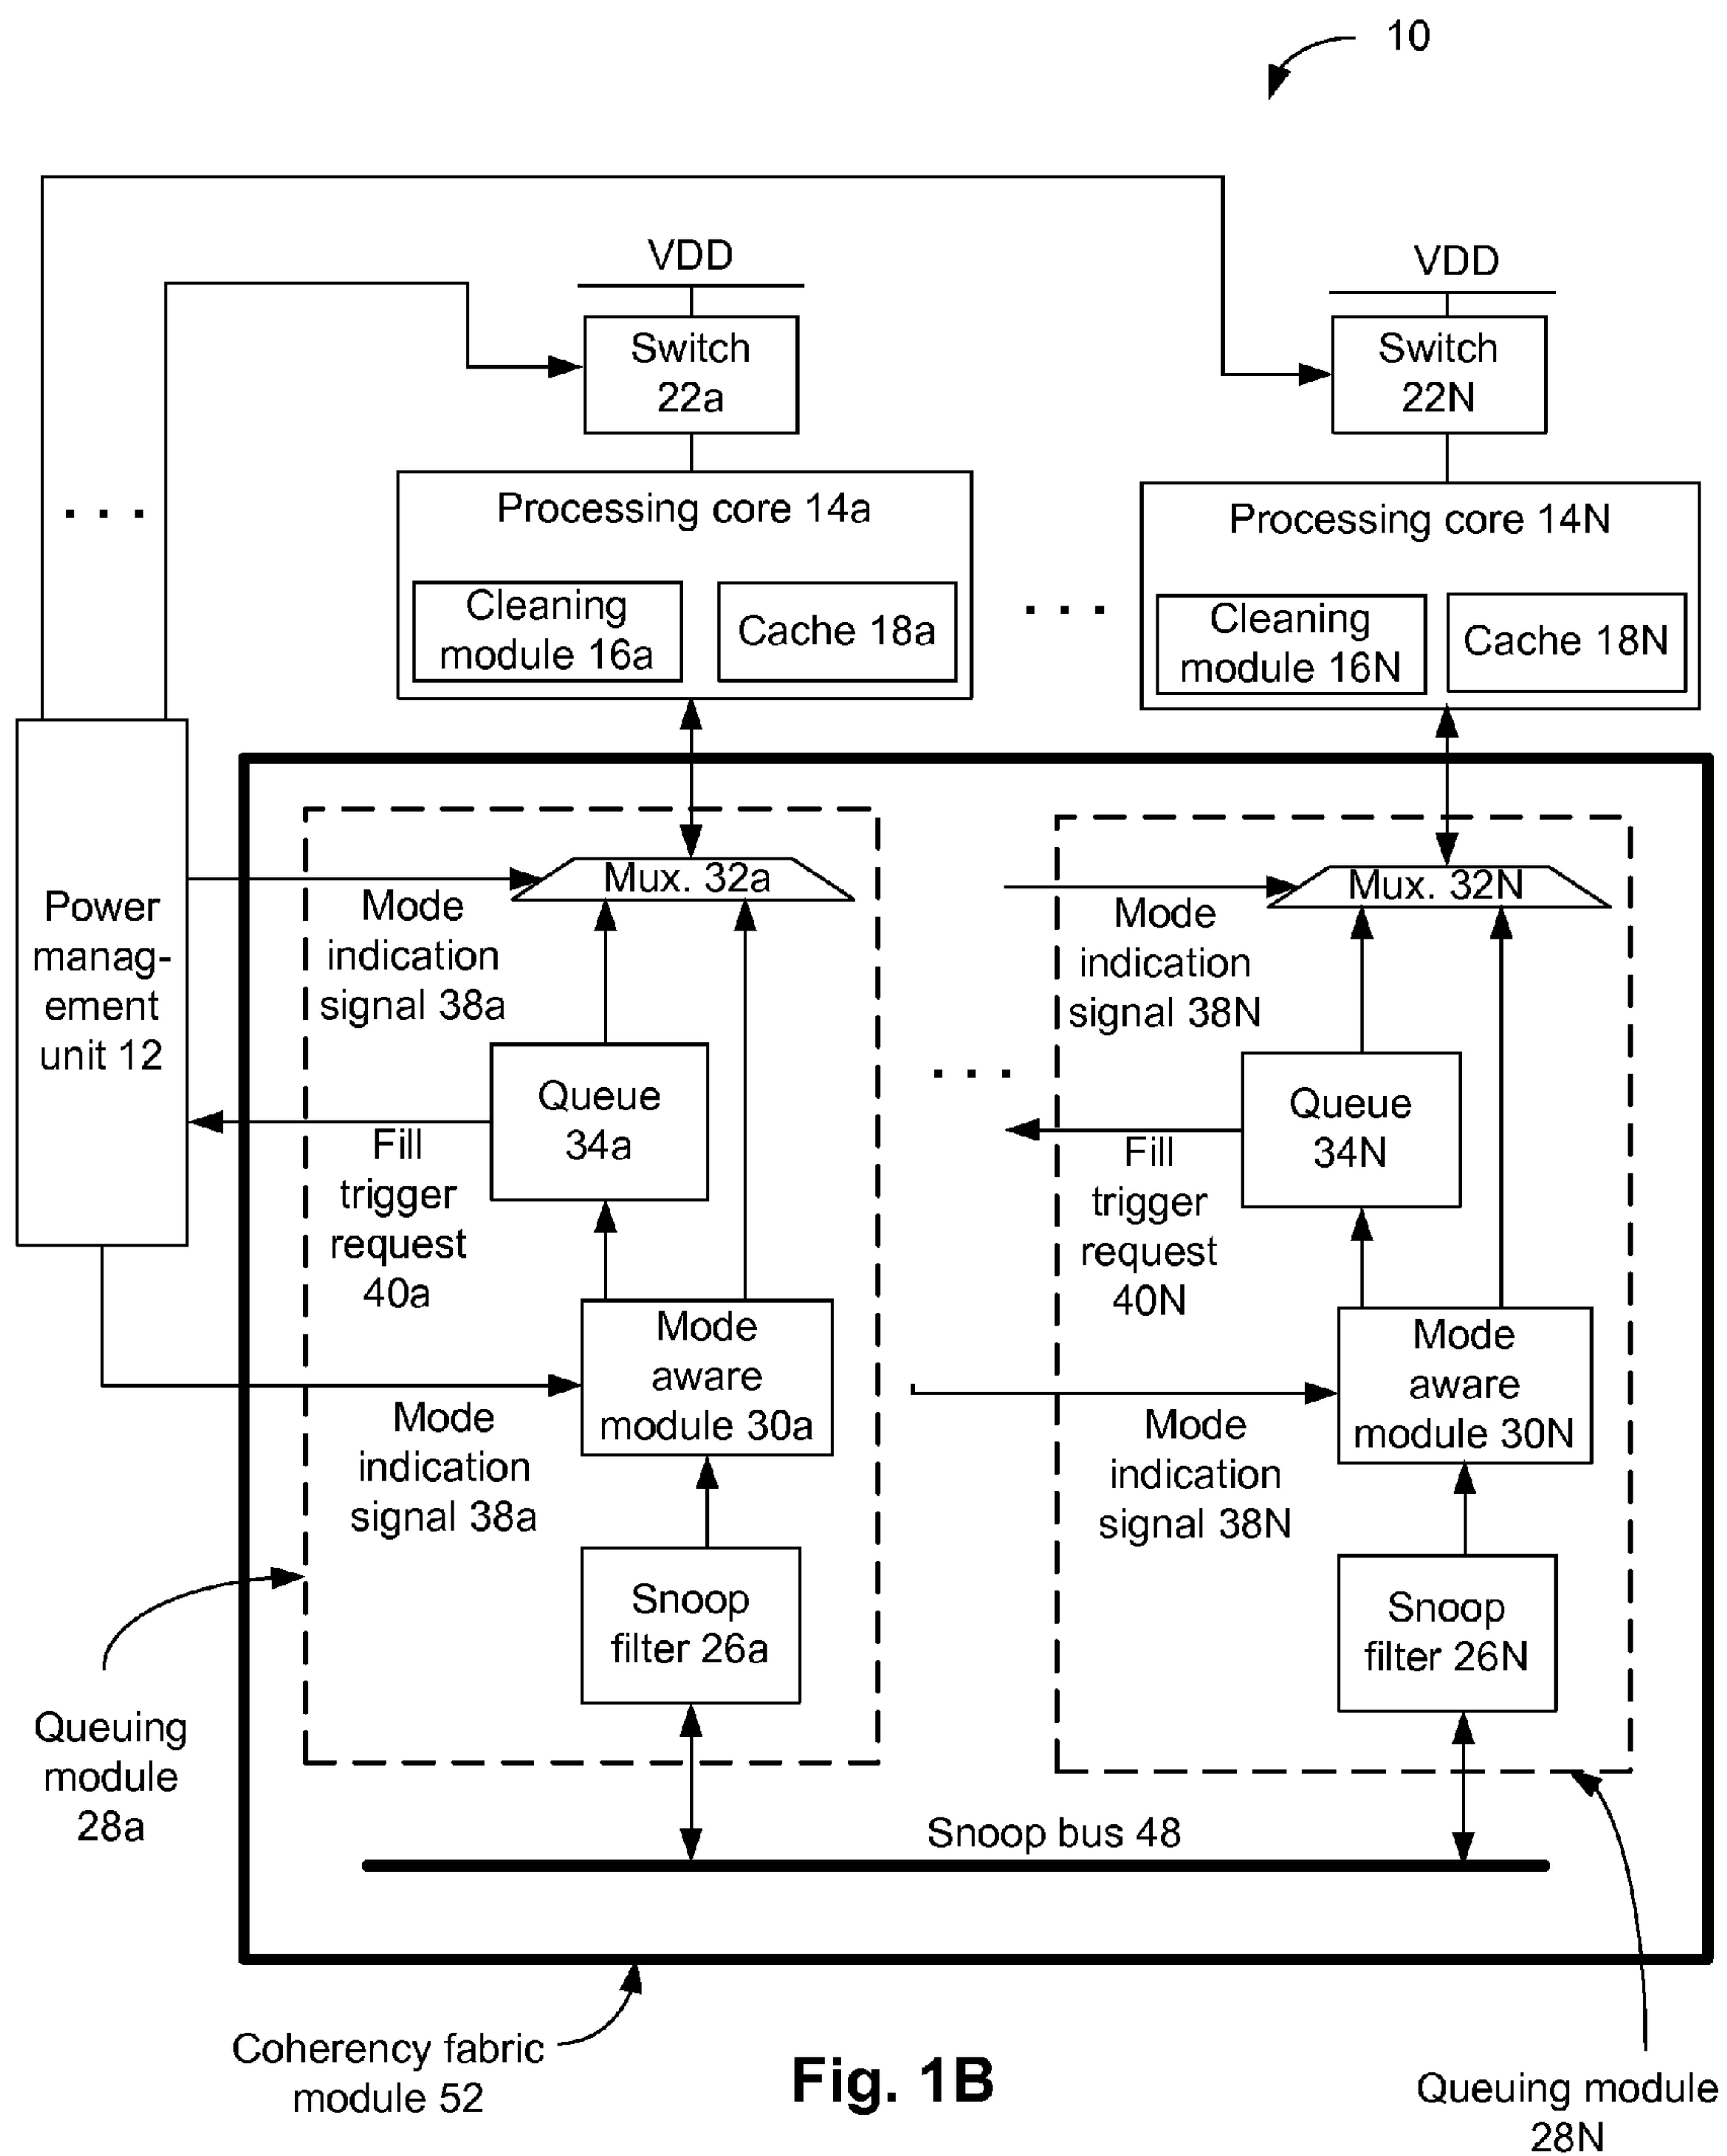 10
VDD
VDD
Switch
22a
Switch
22N
. . .
Processing core 14a
Processing core 14N
Cleaning
module 16a
Cache 18a
. . .
Cleaning
module 16N
Cache 18N
Power
manag-
ement
unit 12
Mux. 32a
Mode
indication
signal 38a
Mux. 32N
Mode
indication
signal 38N
Queue
34a
. . .
Queue
34N
Fill
trigger
request
40a
Fill
trigger
request
40N
Mode
aware
module 30a
Mode
aware
module 30N
Mode
indication
signal 38a
Mode
indication
signal 38N
Snoop
filter 26a
Snoop
filter 26N
Queuing
module
28a
Snoop bus 48
Coherency fabric
module 52
Fig. 1B
Queuing module
28N